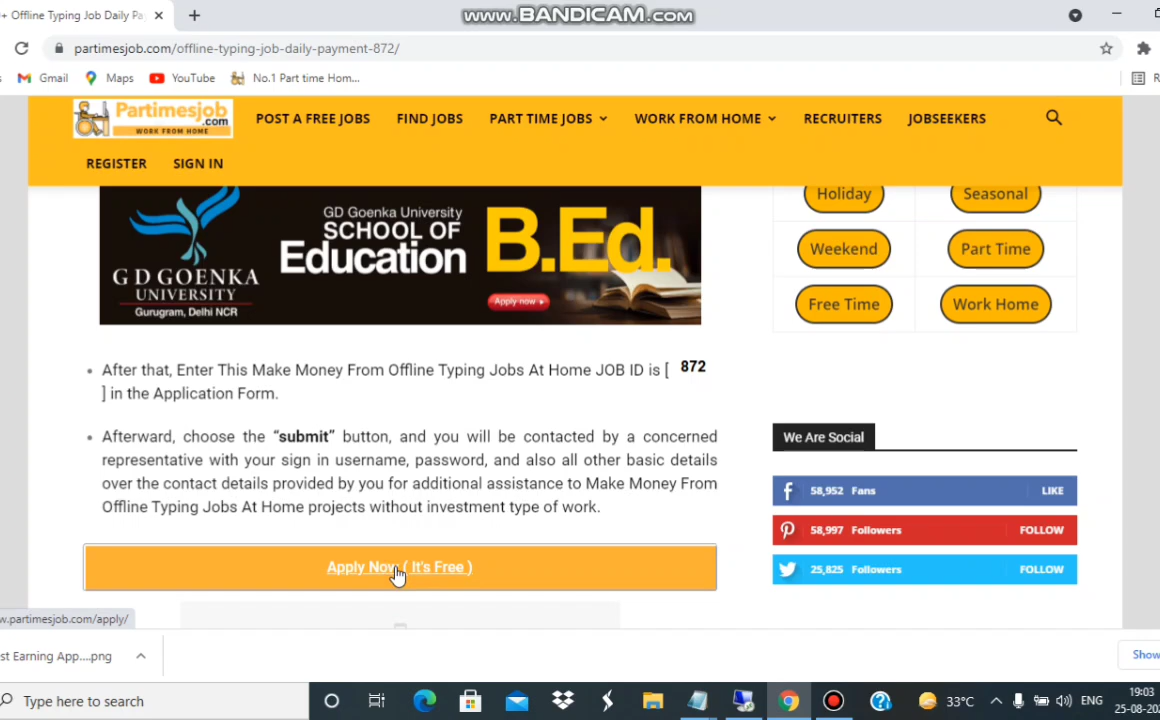 + Offline Typing Job Daily Pa
www.BANDICAM.com
partimesjob.com/offline-typing-job-daily-payment-872/
s Gmail Maps YouTube No.1 Part time Hom... R
Partimesjob
.com
WORK FROM HOME
POST A FREE JOBS FIND JOBS PART TIME JOBS WORK FROM HOME RECRUITERS JOBSEEKERS
REGISTER SIGN IN
GD Goenka University
SCHOOL OF
Education
B.Ed.
G D GOENKA
UNIVERSITY
Gurugram, Delhi NCR
Apply now
Holiday Seasonal
Weekend Part Time
Free Time Work Home
After that, Enter This Make Money From Offline Typing Jobs At Home JOB ID is [ 872
] in the Application Form.
Afterward, choose the “submit” button, and you will be contacted by a concerned
representative with your sign in username, password, and also all other basic details
over the contact details provided by you for additional assistance to Make Money From
Offline Typing Jobs At Home projects without investment type of work.
Apply Now ( It's Free )
We Are Social
58,952 Fans LIKE
58,997 Followers FOLLOW
25,825 Followers FOLLOW
w.partimesjob.com/apply/
st Earning App....png
Show
Type here to search
33°C
ENG
19:03
25-08-202